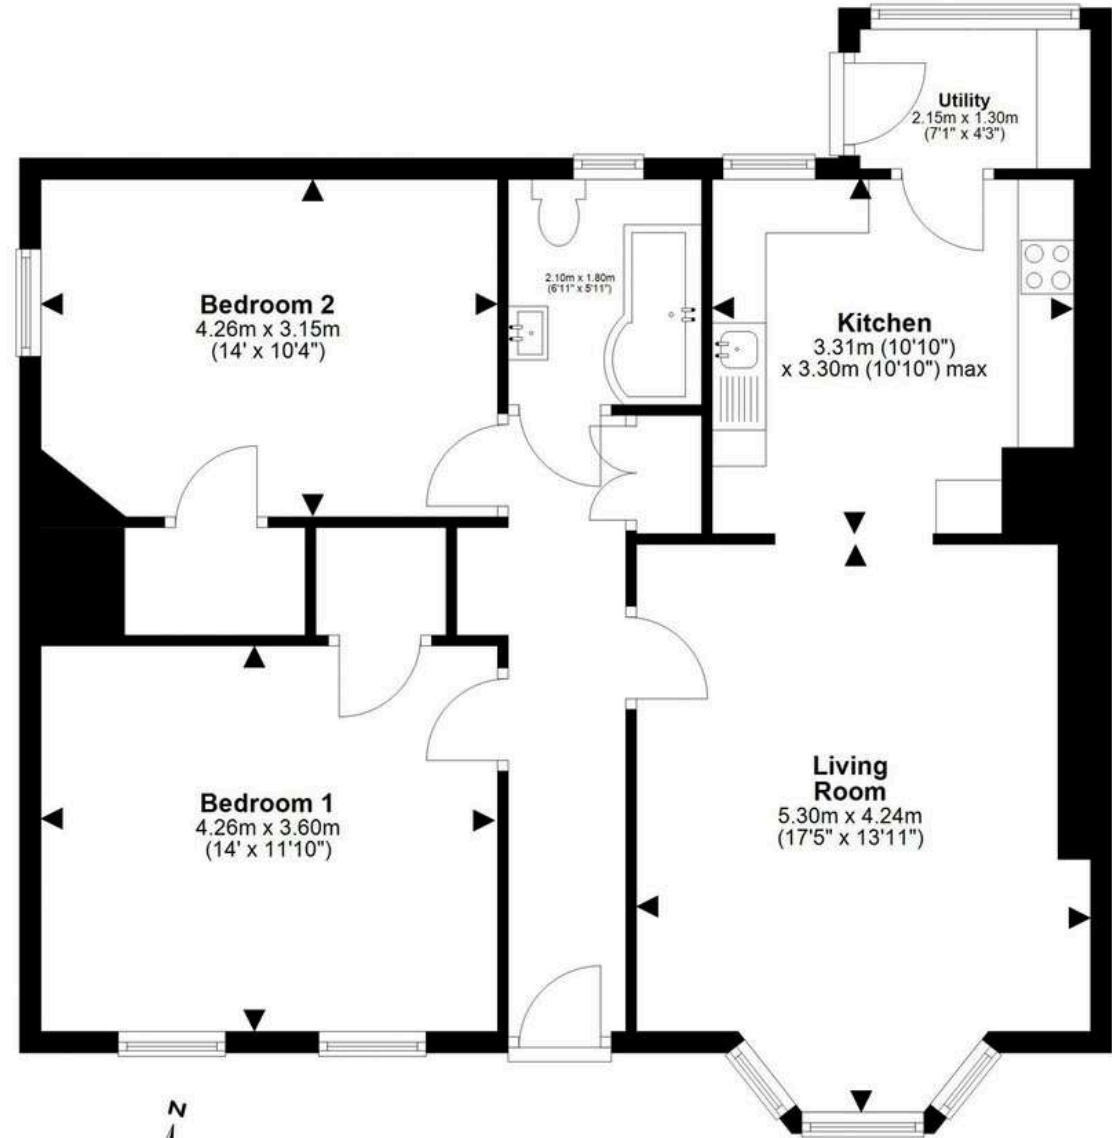 Utility
2.15m x 1.30m
(7'1" x 4'3")
Bedroom 2
4.26m x 3.15m
(14' x 10'4")
2.10m x 1.80m
(6'11" x 5'11")
Kitchen
3.31m (10'10")
x 3.30m (10'10") max
Living
Room
5.30m x 4.24m
(17'5" x 13'11")
Bedroom 1
4.26m x 3.60m
(14' x 11'10")
N